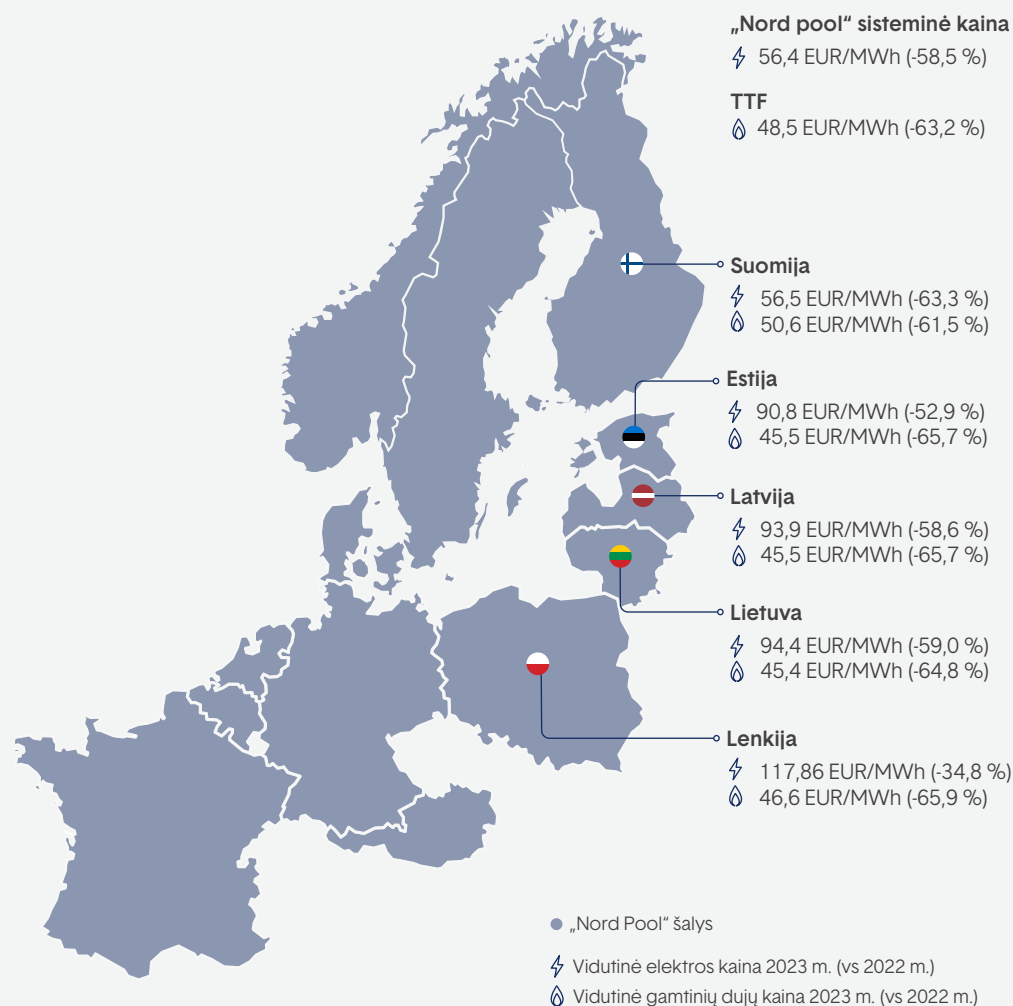 „Nord pool“ sisteminė kaina
56,4 EUR/MWh (-58,5 %)
TTF
48,5 EUR/MWh (-63,2 %)
Suomija
56,5 EUR/MWh (-63,3 %)
50,6 EUR/MWh (-61,5 %)
Estija
90,8 EUR/MWh (-52,9 %)
45,5 EUR/MWh (-65,7 %)
Latvija
93,9 EUR/MWh (-58,6 %)
45,5 EUR/MWh (-65,7 %)
Lietuva
94,4 EUR/MWh (-59,0 %)
45,4 EUR/MWh (-64,8 %)
Lenkija
117,86 EUR/MWh (-34,8 %)
46,6 EUR/MWh (-65,9 %)
„Nord Pool“ šalys
Vidutinė elektros kaina 2023 m. (vs 2022 m.)
Vidutinė gamtinių dujų kaina 2023 m. (vs 2022 m.)